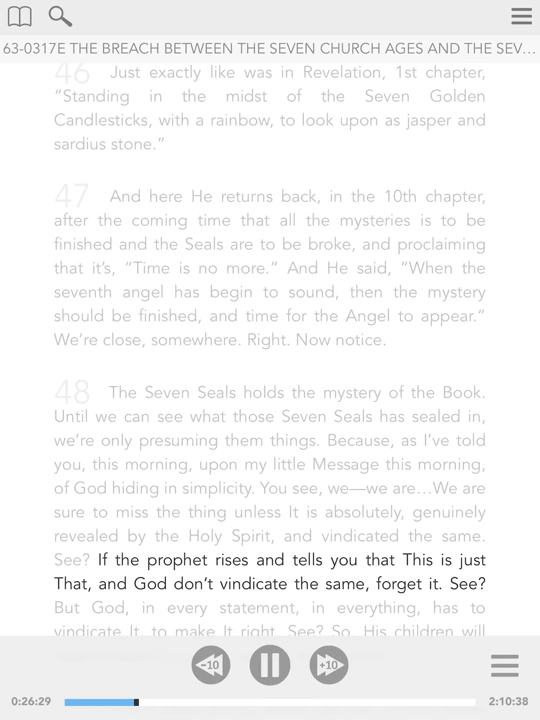 63-0317E THE BREACH BETWEEN THE SEVEN CHURCH AGES AND THE SEV…
46 Just exactly like was in Revelation, 1st chapter,
“Standing in the midst of the Seven Golden
Candlesticks, with a rainbow, to look upon as jasper and
sardius stone.”
47 And here He returns back, in the 10th chapter,
after the coming time that all the mysteries is to be
finished and the Seals are to be broke, and proclaiming
that it’s, “Time is no more.” And He said, “When the
seventh angel has begin to sound, then the mystery
should be finished, and time for the Angel to appear.”
We’re close, somewhere. Right. Now notice.
48 The Seven Seals holds the mystery of the Book.
Until we can see what those Seven Seals has sealed in,
we’re only presuming them things. Because, as I’ve told
you, this morning, upon my little Message this morning,
of God hiding in simplicity. You see, we—we are…We are
sure to miss the thing unless It is absolutely, genuinely
revealed by the Holy Spirit, and vindicated the same.
See? If the prophet rises and tells you that This is just
That, and God don’t vindicate the same, forget it. See?
But God, in every statement, in everything, has to
vindicate It, to make It right. See? So, His children will
-10
+10
0:26:29
2:10:38